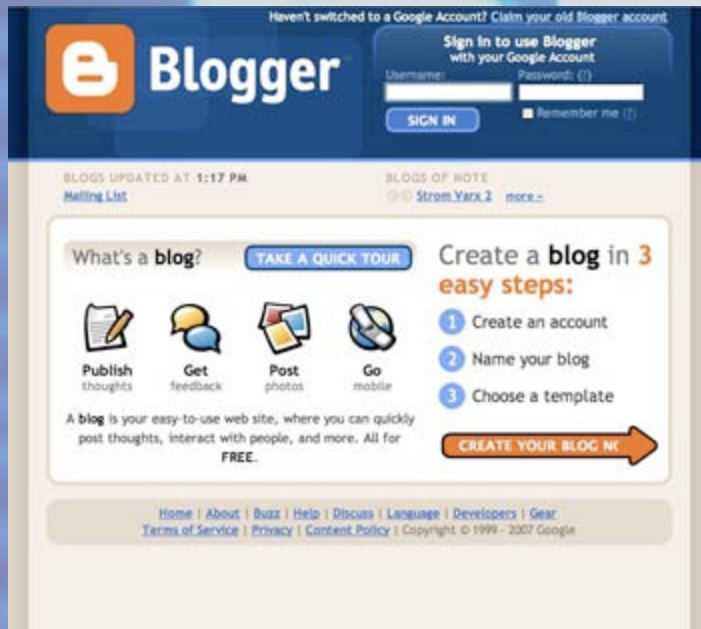 Haven't switched to a Google Account? Claim your old Blogger account
Blogger
Sign in to use Blogger
with your Google Account
Username:
Password: (?)
SIGN IN
Remember me (?)
BLOGS UPDATED AT 1:17 PM
Mailing List
BLOGS OF NOTE
Strom Varx 2 more »
What's a blog?
TAKE A QUICK TOUR
Publish
thoughts
Get
feedback
Post
photos
Go
mobile
A blog is your easy-to-use web site, where you can quickly
post thoughts, interact with people, and more. All for
FREE.
Create a blog in 3
easy steps:
1 Create an account
2 Name your blog
3 Choose a template
CREATE YOUR BLOG NO
Home | About | Buzz | Help | Discuss | Language | Developers | Gear
Terms of Service | Privacy | Content Policy | Copyright © 1999 - 2007 Google